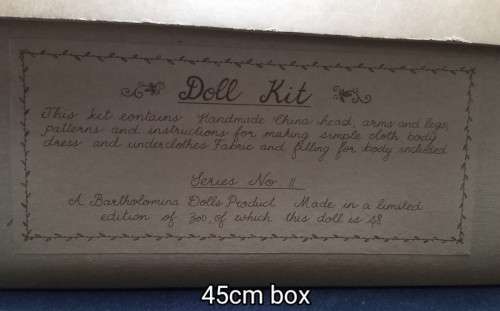 Doll Kit
This kit contains Handmade China head, arms and legs,
patterns and instructions for making simple cloth body
dress and underclothes Fabric and filling for body included
Series No. 11
A Bartholomina Dolls Product Made in a limited
edition of 300, of which this doll is 48
45cm box